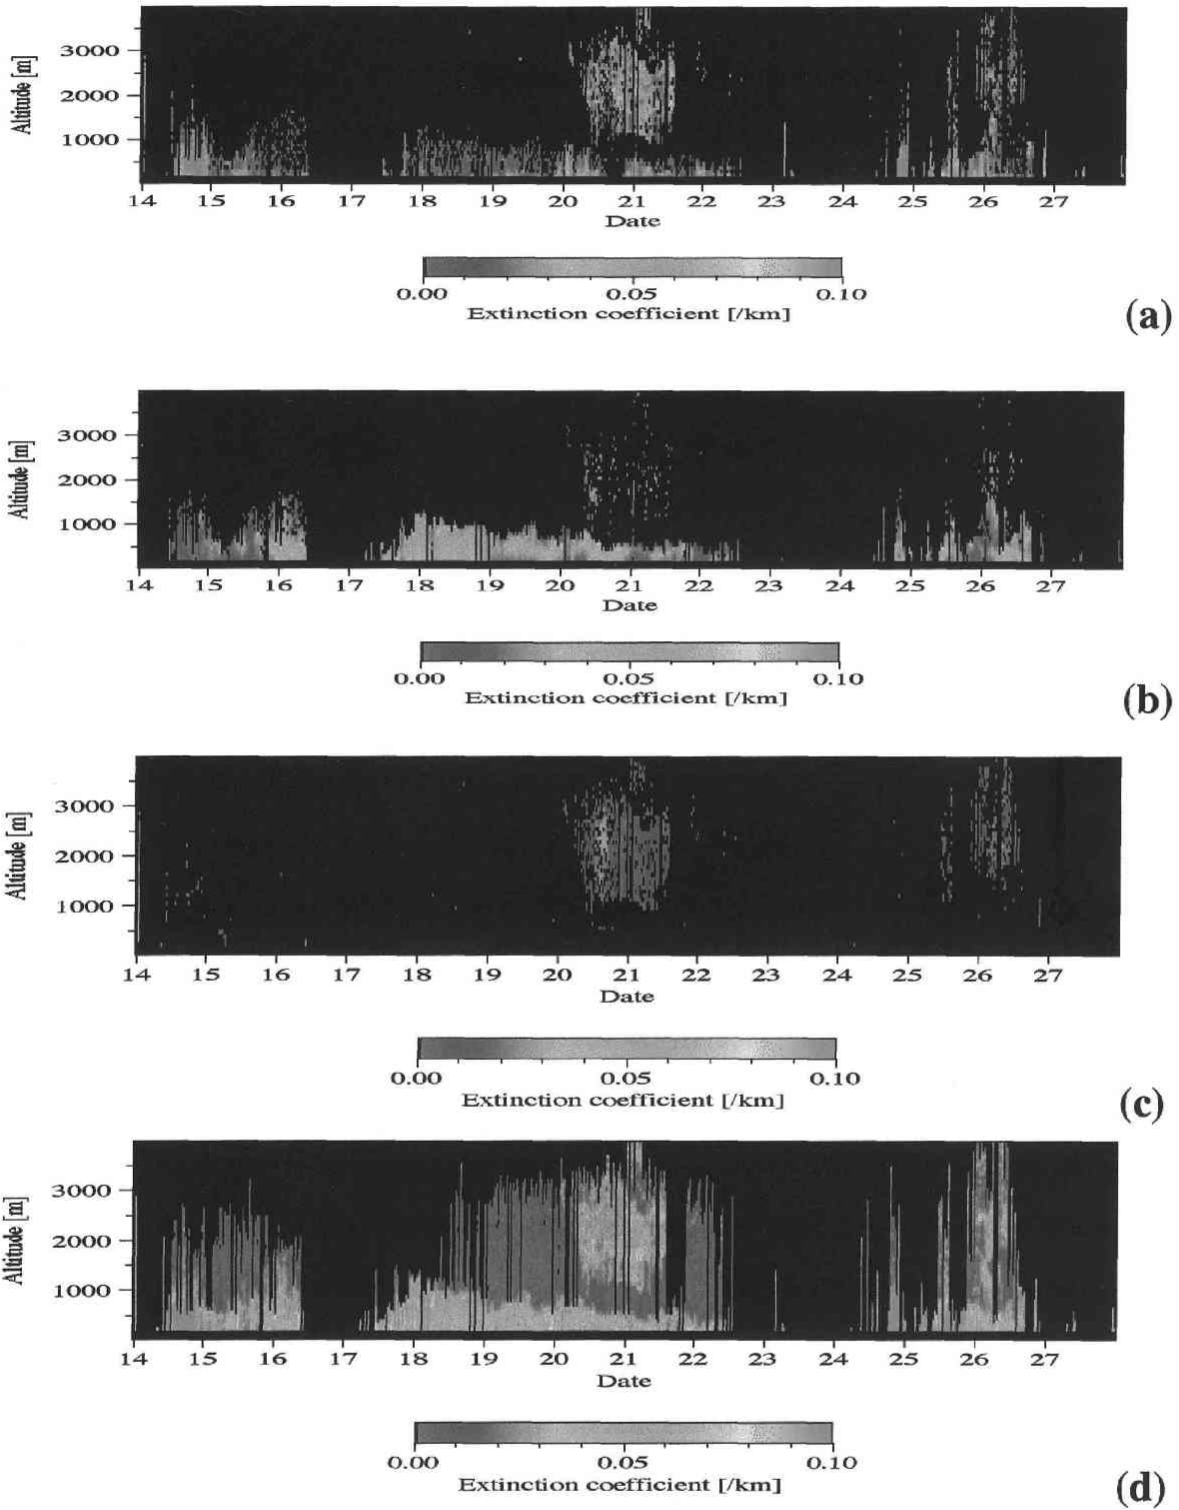 Altitude [m]
3000
2000
1000
14 15 16 17 18 19 20 21 22 23 24 25 26 27
Date
0.00 0.05 0.10
Extinction coefficient [/km]
(a)
Altitude [m]
3000
2000
1000
14 15 16 17 18 19 20 21 22 23 24 25 26 27
Date
0.00 0.05 0.10
Extinction coefficient [/km]
(b)
Altitude [m]
3000
2000
1000
14 15 16 17 18 19 20 21 22 23 24 25 26 27
Date
0.00 0.05 0.10
Extinction coefficient [/km]
(c)
Altitude [m]
3000
2000
1000
14 15 16 17 18 19 20 21 22 23 24 25 26 27
Date
0.00 0.05 0.10
Extinction coefficient [/km]
(d)